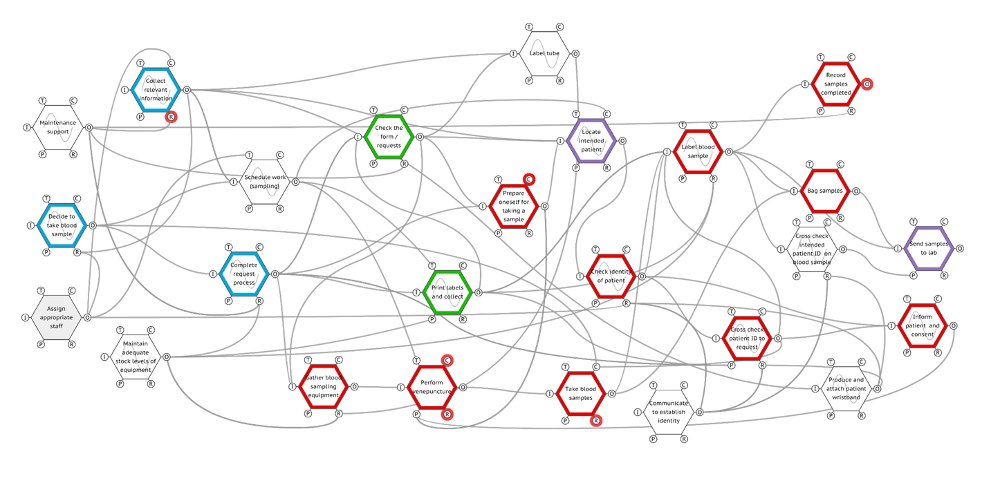 T C
Label tube
I O
P R
T C
Record
samples
completed
I O
P R
T C
Collect
relevant
information
I O
P R
T C
Maintenance
support
I O
P R
T C
Check the
form /
requests
I O
P R
T C
Locate
intended
patient
I O
P R
T C
Label blood
sample
I O
P R
T C
Schedule work
(sampling)
I O
P R
T C
Prepare
oneself for
taking a
sample
I O
P R
T C
Bag samples
I O
P R
T C
Decide to
take blood
sample
I O
P R
T C
Cross check
intended
patient ID on
blood sample
I O
P R
T C
Send samples
to lab
I O
P R
T C
Complete
request
process
I O
P R
T C
Print labels
and collect
I O
P R
T C
Check identity
of patient
I O
P R
T C
Assign
appropriate
staff
I O
P R
T C
Inform
patient and
consent
I O
P R
T C
Cross check
patient ID to
request
I O
P R
T C
Maintain
adequate
stock levels of
equipment
I O
P R
T C
Gather blood
sampling
equipment
I O
P R
T C
Perform
venepuncture
I O
P R
T C
Take blood
samples
I O
P R
T C
Produce and
attach patient
wristband
I O
P R
T C
Communicate
to establish
identity
I O
P R